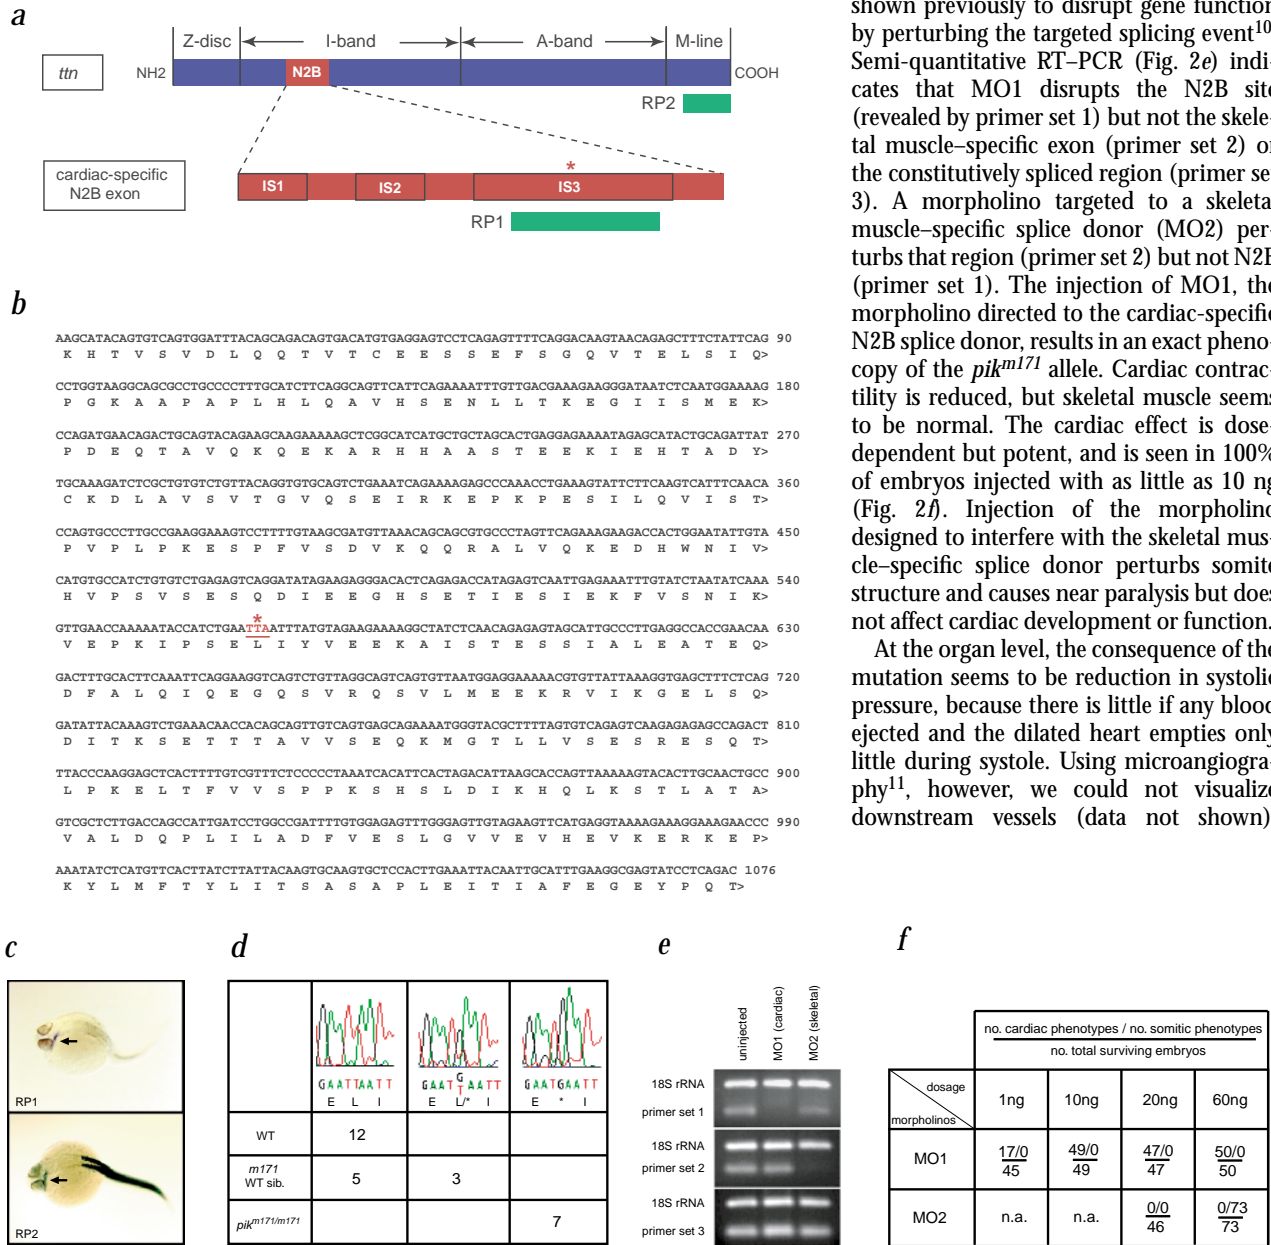 a
Z-disc I-band A-band M-line
ttn NH2 N2B COOH
RP2
cardiac-specific
N2B exon
IS1 IS2 IS3
*
RP1
b
AAGCATACAGTGTCAGTGGATTTACAGCAGACAGTGACATGTGAGGAGTCCTCAGAGTTTTCAGGACAAGTAACAGAGCTTTCTATTCAG 90
K H T V S V D L Q Q T V T C E E S S E F S G Q V T E L S I Q>
CCTGGTAAGGCAGCGCCTGCCCCTTTGCATCTTCAGGCAGTTCATTCAGAAAATTTGTTGACGAAAGAAGGGATAATCTCAATGGAAAAG 180
P G K A A P A P L H L Q A V H S E N L L T K E G I I S M E K>
CCAGATGAACAGACTGCAGTACAGAAGCAAGAAAAAGCTCGGCATCATGCTGCTAGCACTGAGGAGAAAATAGAGCATACTGCAGATTAT 270
P D E Q T A V Q K Q E K A R H H A A S T E E K I E H T A D Y>
TGCAAAGATCTCGCTGTGTCTGTTACAGGTGTGCAGTCTGAAATCAGAAAAGAGCCCAAACCTGAAAGTATTCTTCAAGTCATTTCAACA 360
C K D L A V S V T G V Q S E I R K E P K P E S I L Q V I S T>
CCAGTGCCCTTGCCGAAGGAAAGTCCTTTTGTAAGCGATGTTAAACAGCAGCGTGCCCTAGTTCAGAAAGAAGACCACTGGAATATTGTA 450
P V P L P K E S P F V S D V K Q Q R A L V Q K E D H W N I V>
CATGTGCCATCTGTGTCTGAGAGTCAGGATATAGAAGAGGGACACTCAGAGACCATAGAGTCAATTGAGAAATTTGTATCTAATATCAAA 540
H V P S V S E S Q D I E E G H S E T I E S I E K F V S N I K>
*
GTTGAACCAAAAATACCATCTGAATTAATTTATGTAGAAGAAAAGGCTATCTCAACAGAGAGTAGCATTGCCCTTGAGGCCACCGAACAA 630
V E P K I P S E L I Y V E E K A I S T E S S I A L E A T E Q>
GACTTTGCACTTCAAATTCAGGAAGGTCAGTCTGTTAGGCAGTCAGTGTTAATGGAGGAAAAACGTGTTATTAAAGGTGAGCTTTCTCAG 720
D F A L Q I Q E G Q S V R Q S V L M E E K R V I K G E L S Q>
GATATTACAAAGTCTGAAACAACCACAGCAGTTGTCAGTGAGCAGAAAATGGGTACGCTTTTAGTGTCAGAGTCAAGAGAGAGCCAGACT 810
D I T K S E T T T A V V S E Q K M G T L L V S E S R E S Q T>
TTACCCAAGGAGCTCACTTTTGTCGTTTCTCCCCCTAAATCACATTCACTAGACATTAAGCACCAGTTAAAAAGTACACTTGCAACTGCC 900
L P K E L T F V V S P P K S H S L D I K H Q L K S T L A T A>
GTCGCTCTTGACCAGCCATTGATCCTGGCCGATTTTGTGGAGAGTTTGGGAGTTGTAGAAGTTCATGAGGTAAAAGAAAGGAAAGAACCC 990
V A L D Q P L I L A D F V E S L G V V E V H E V K E R K E P>
AAATATCTCATGTTCACTTATCTTATTACAAGTGCAAGTGCTCCACTTGAAATTACAATTGCATTTGAAGGCGAGTATCCTCAGAC 1076
K Y L M F T Y L I T S A S A P L E I T I A F E G E Y P Q T>
shown previously to disrupt gene function
by perturbing the targeted splicing event10
Semi-quantitative RT–PCR (Fig. 2e) indi-
cates that MO1 disrupts the N2B site
(revealed by primer set 1) but not the skele-
tal muscle–specific exon (primer set 2) or
the constitutively spliced region (primer set
3). A morpholino targeted to a skeletal
muscle–specific splice donor (MO2) per-
turbs that region (primer set 2) but not N2B
(primer set 1). The injection of MO1, the
morpholino directed to the cardiac-specific
N2B splice donor, results in an exact pheno-
copy of the pikm171 allele. Cardiac contrac-
tility is reduced, but skeletal muscle seems
to be normal. The cardiac effect is dose-
dependent but potent, and is seen in 100%
of embryos injected with as little as 10 ng
(Fig. 2f). Injection of the morpholino
designed to interfere with the skeletal mus-
cle–specific splice donor perturbs somite
structure and causes near paralysis but does
not affect cardiac development or function.
At the organ level, the consequence of the
mutation seems to be reduction in systolic
pressure, because there is little if any blood
ejected and the dilated heart empties only
little during systole. Using microangiogra-
phy11, however, we could not visualize
downstream vessels (data not shown)
c
RP1
RP2
d
GAATTAATT GAATG/TAATT GAATGAATT
E L I E L/* I E * I
WT 12
m171
WT sib. 5 3
pikm171/m171 7
e
uninjected MO1 (cardiac) MO2 (skeletal)
18S rRNA
primer set 1
18S rRNA
primer set 2
18S rRNA
primer set 3
f
no. cardiac phenotypes / no. somitic phenotypes
no. total surviving embryos
dosage
morpholinos
1ng 10ng 20ng 60ng
MO1 17/0 49/0 47/0 50/0
45 49 47 50
MO2 n.a. n.a. 0/0 0/73
46 73